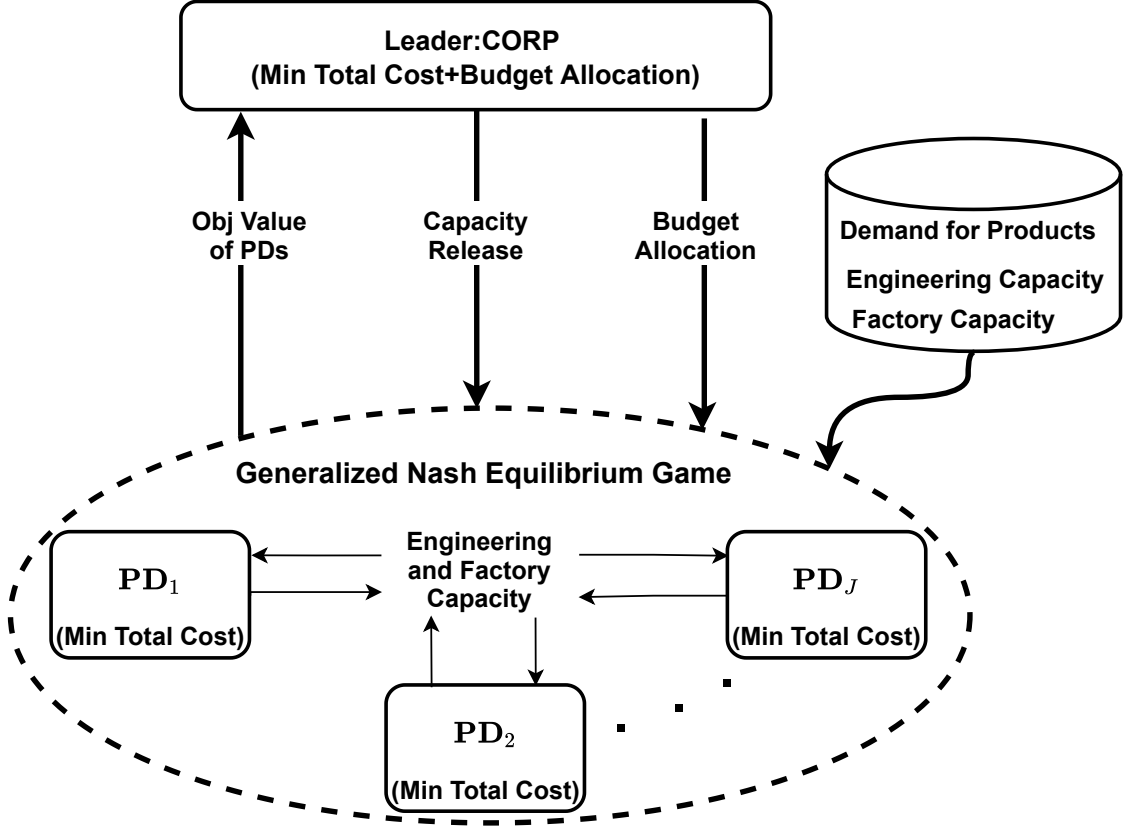 Leader:CORP
(Min Total Cost+Budget Allocation)
Obj Value
of PDs
Capacity
Release
Budget
Allocation
Demand for Products
Engineering Capacity
Factory Capacity
Generalized Nash Equilibrium Game
PD₁
(Min Total Cost)
Engineering
and Factory
Capacity
PD_J
(Min Total Cost)
PD₂
(Min Total Cost)